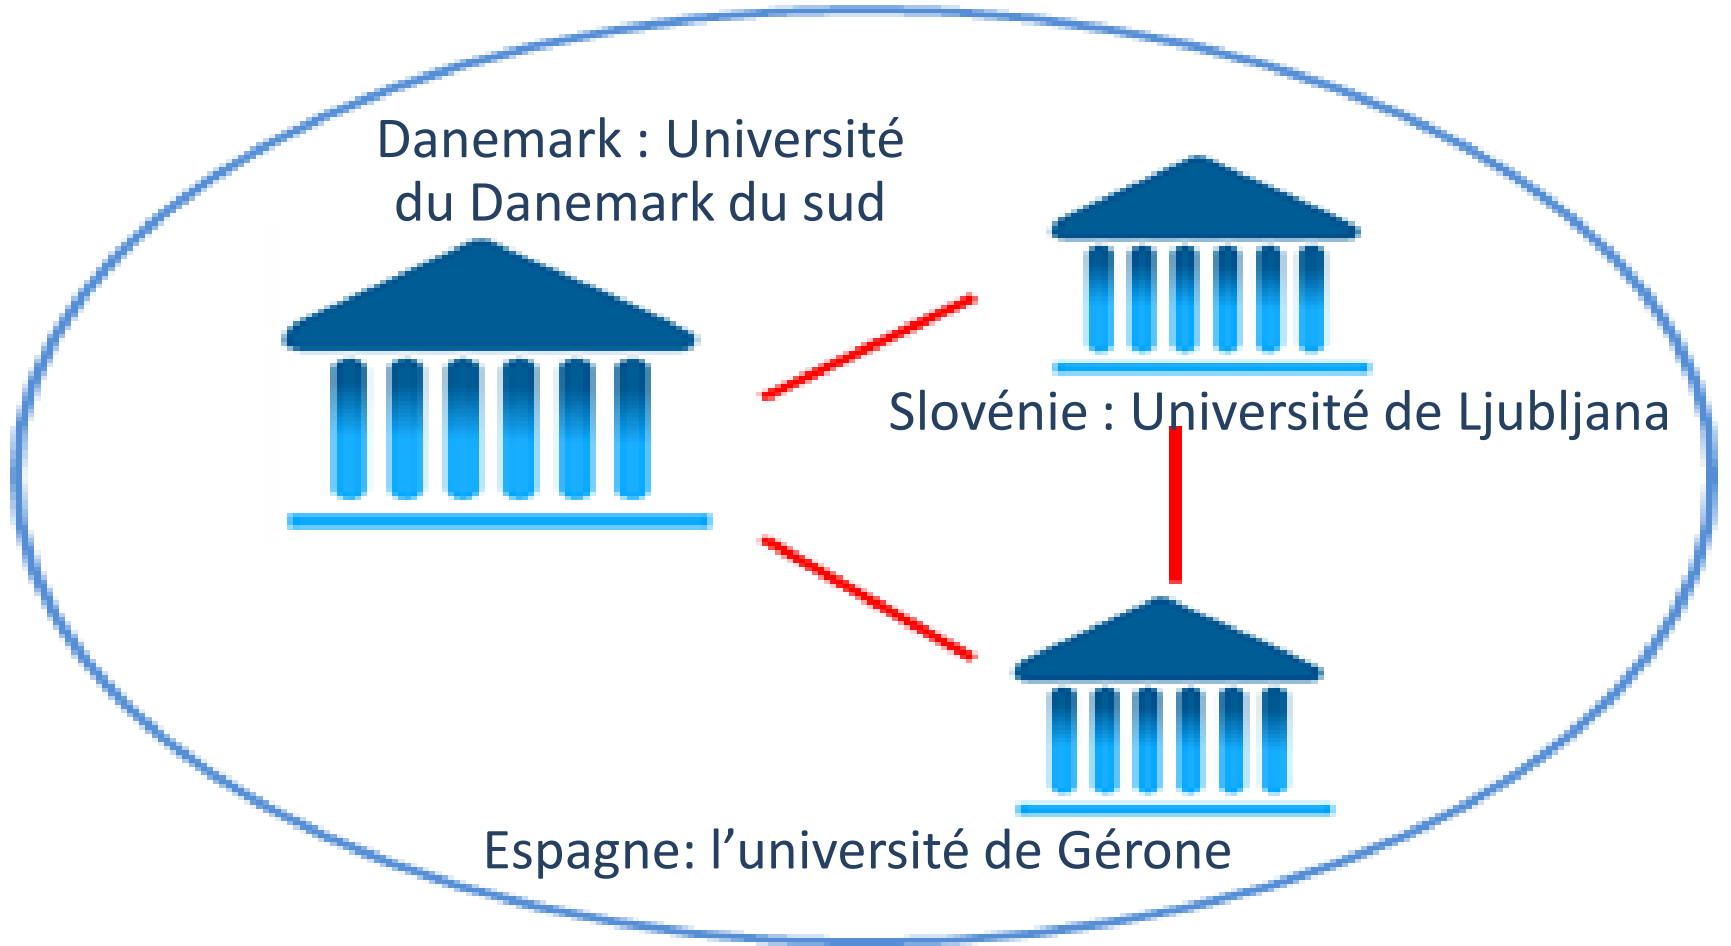 Danemark : Université
du Danemark du sud
Slovénie : Université de Ljubljana
Espagne: l’université de Gérone